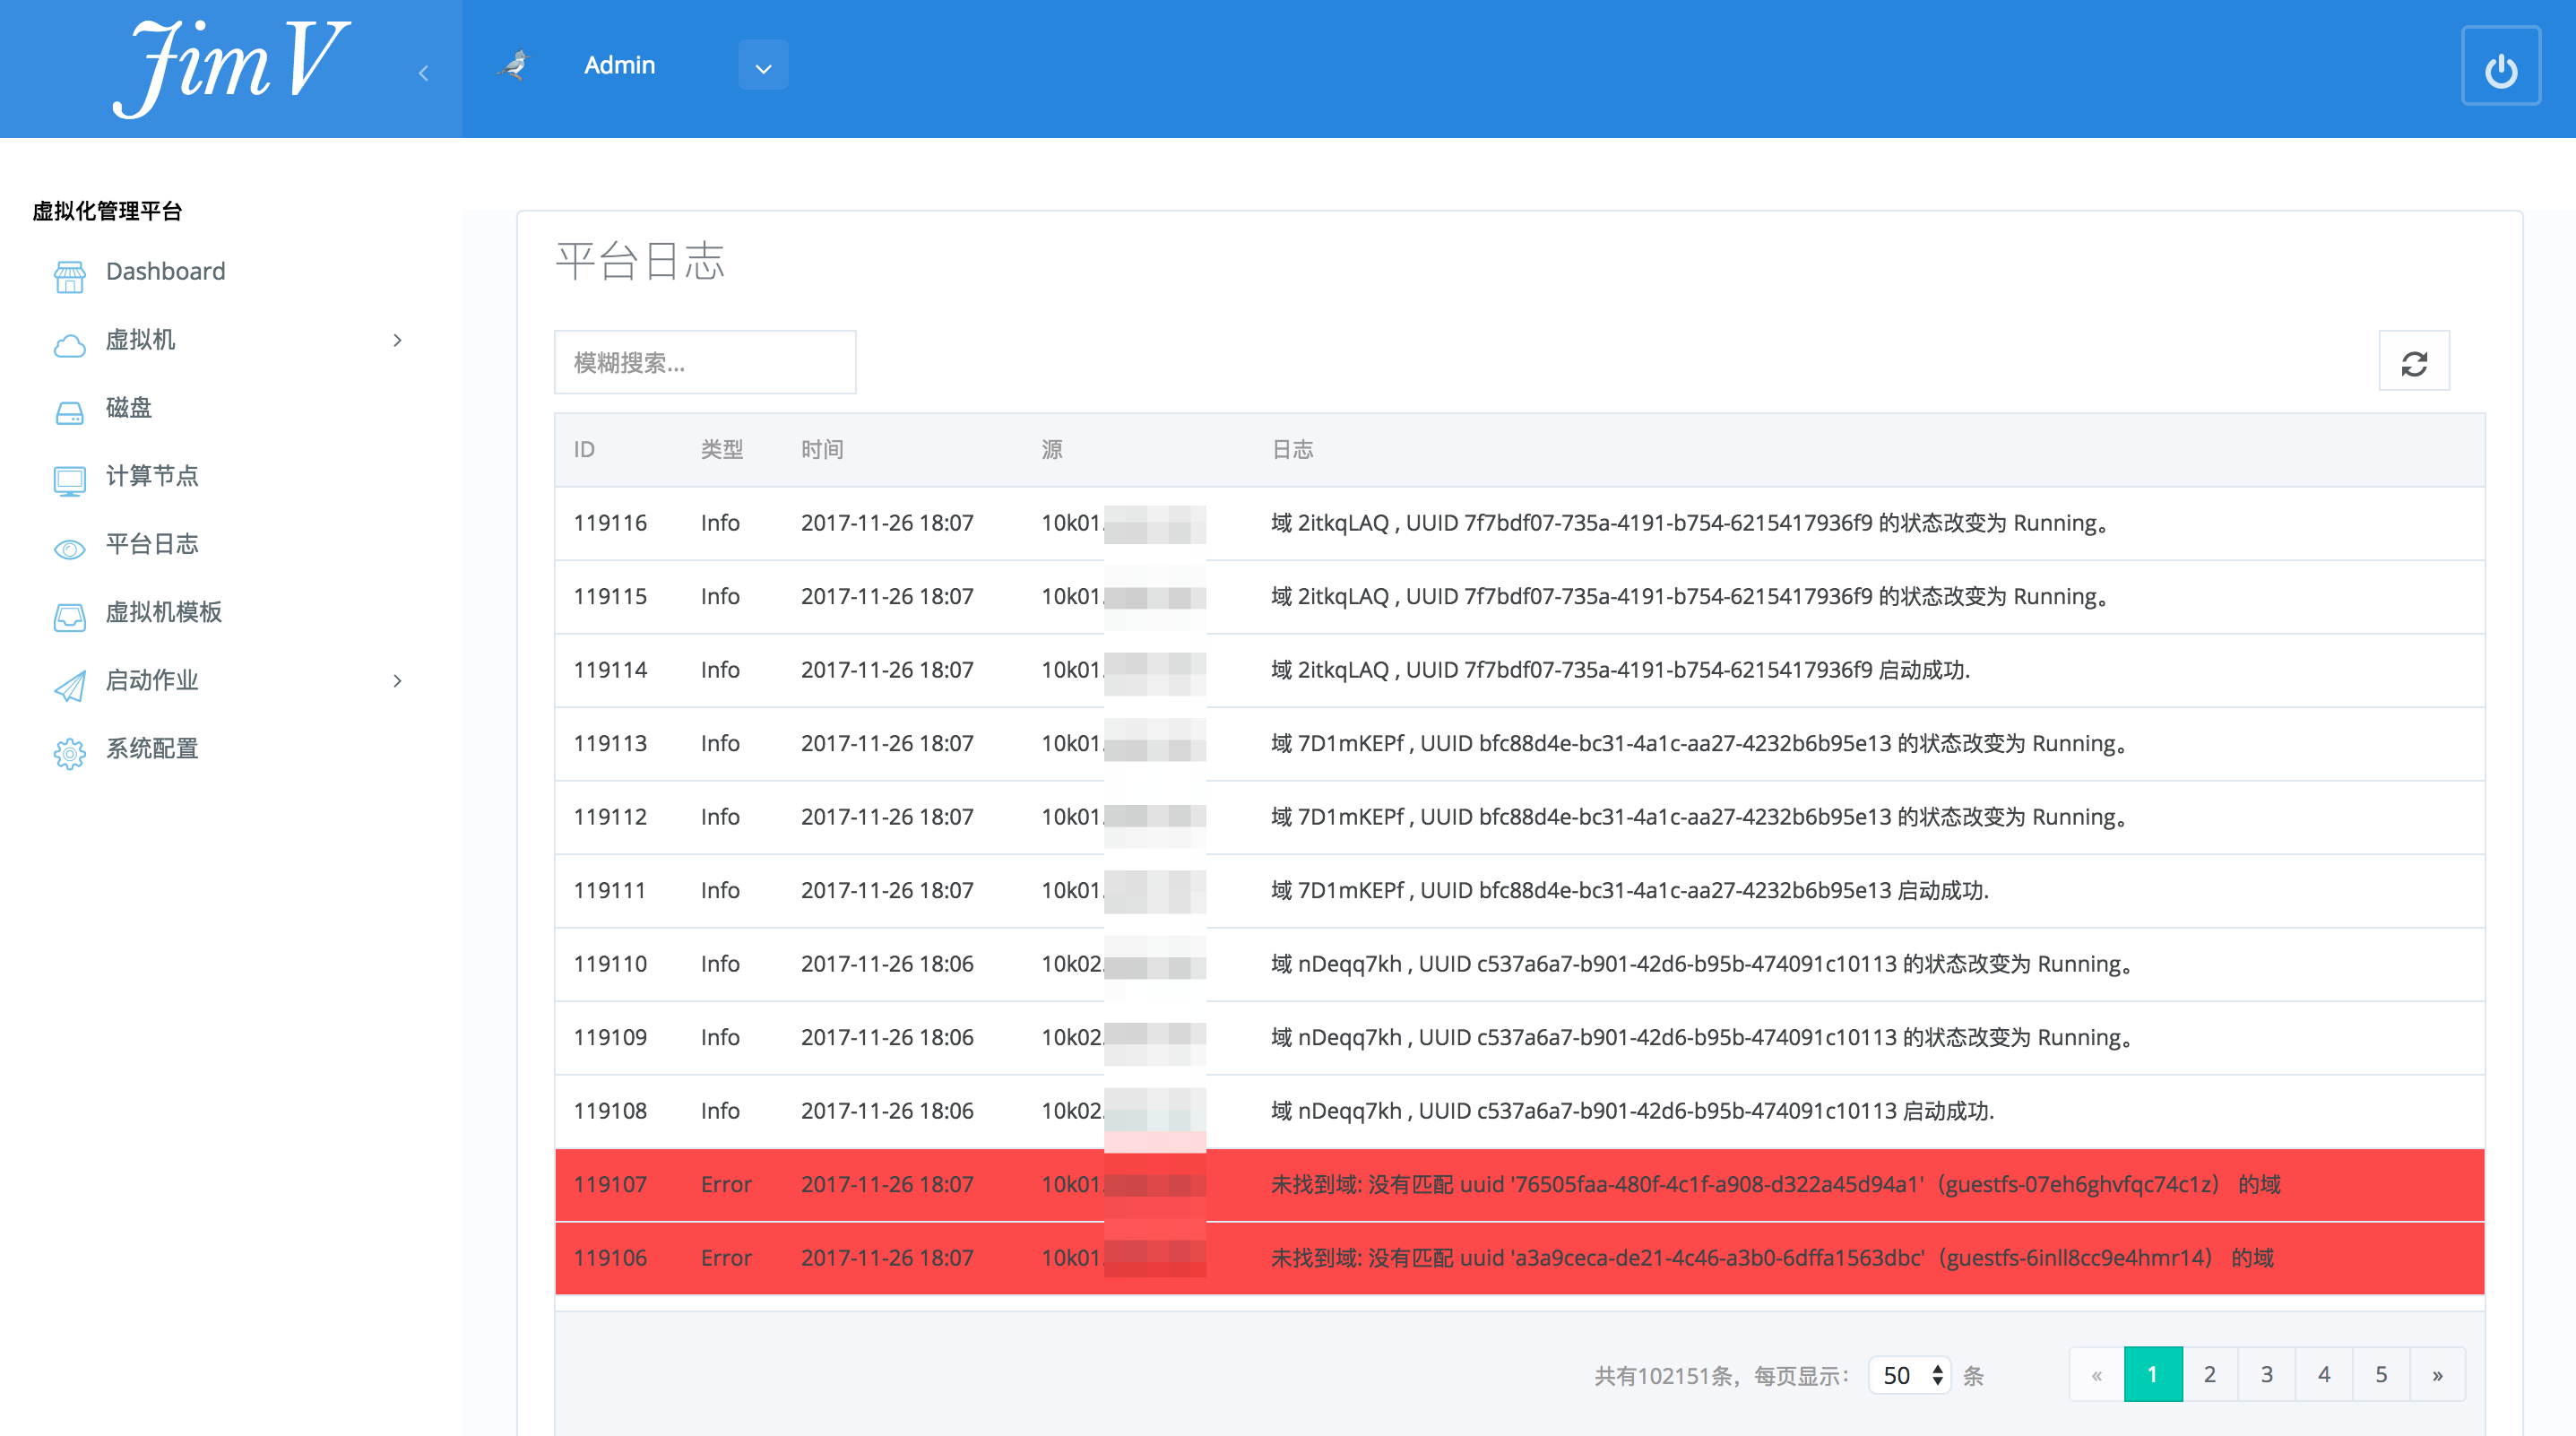 JimV
Admin
虚拟化管理平台
Dashboard
虚拟机
磁盘
计算节点
平台日志
虚拟机模板
启动作业
系统配置
平台日志
模糊搜索...
ID 类型 时间 源 日志
119116 Info 2017-11-26 18:07 10k01. 域 2itkqLAQ , UUID 7f7bdf07-735a-4191-b754-6215417936f9 的状态改变为 Running。
119115 Info 2017-11-26 18:07 10k01. 域 2itkqLAQ , UUID 7f7bdf07-735a-4191-b754-6215417936f9 的状态改变为 Running。
119114 Info 2017-11-26 18:07 10k01. 域 2itkqLAQ , UUID 7f7bdf07-735a-4191-b754-6215417936f9 启动成功.
119113 Info 2017-11-26 18:07 10k01. 域 7D1mKEPf , UUID bfc88d4e-bc31-4a1c-aa27-4232b6b95e13 的状态改变为 Running。
119112 Info 2017-11-26 18:07 10k01. 域 7D1mKEPf , UUID bfc88d4e-bc31-4a1c-aa27-4232b6b95e13 的状态改变为 Running。
119111 Info 2017-11-26 18:07 10k01. 域 7D1mKEPf , UUID bfc88d4e-bc31-4a1c-aa27-4232b6b95e13 启动成功.
119110 Info 2017-11-26 18:06 10k02. 域 nDeqq7kh , UUID c537a6a7-b901-42d6-b95b-474091c10113 的状态改变为 Running。
119109 Info 2017-11-26 18:06 10k02. 域 nDeqq7kh , UUID c537a6a7-b901-42d6-b95b-474091c10113 的状态改变为 Running。
119108 Info 2017-11-26 18:06 10k02. 域 nDeqq7kh , UUID c537a6a7-b901-42d6-b95b-474091c10113 启动成功.
119107 Error 2017-11-26 18:07 10k01. 未找到域: 没有匹配 uuid '76505faa-480f-4c1f-a908-d322a45d94a1'（guestfs-07eh6ghvfqc74c1z） 的域
119106 Error 2017-11-26 18:07 10k01. 未找到域: 没有匹配 uuid 'a3a9ceca-de21-4c46-a3b0-6dffa1563dbc'（guestfs-6inll8cc9e4hmr14） 的域
共有102151条，每页显示： 50 条 « 1 2 3 4 5 »